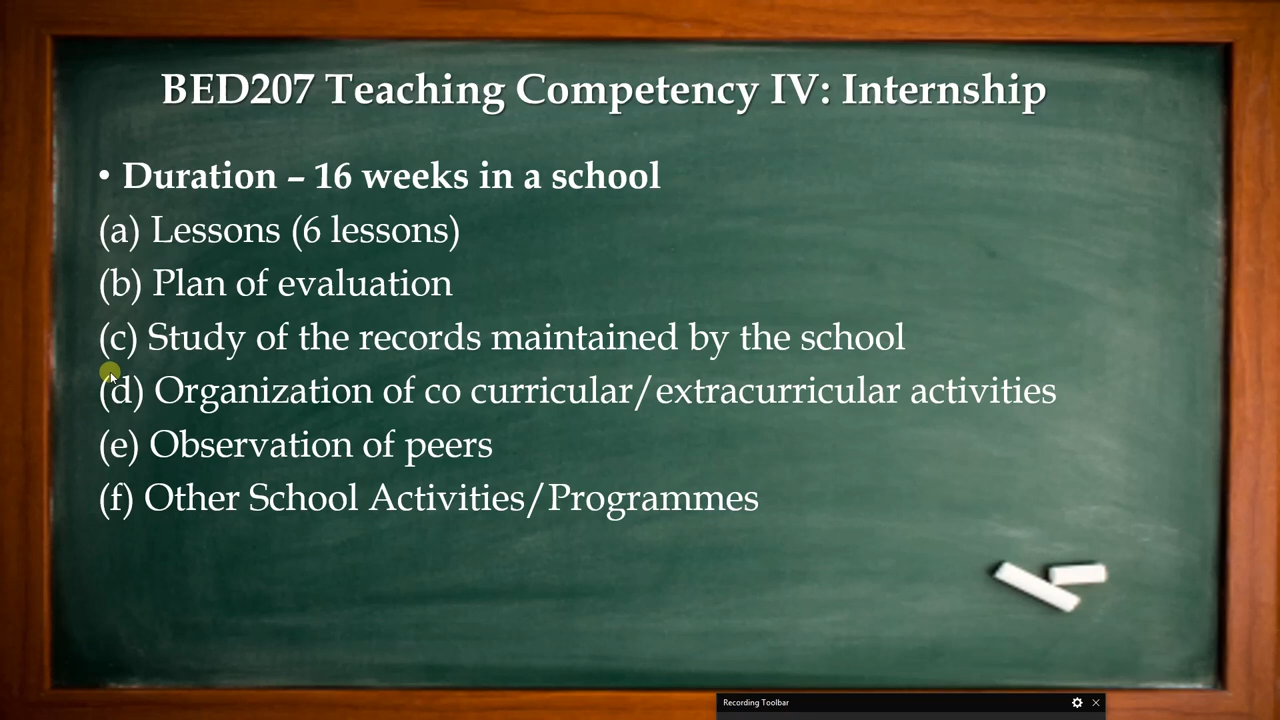 BED207 Teaching Competency IV: Internship
• Duration – 16 weeks in a school
(a) Lessons (6 lessons)
(b) Plan of evaluation
(c) Study of the records maintained by the school
(d) Organization of co curricular/extracurricular activities
(e) Observation of peers
(f) Other School Activities/Programmes
Recording Toolbar